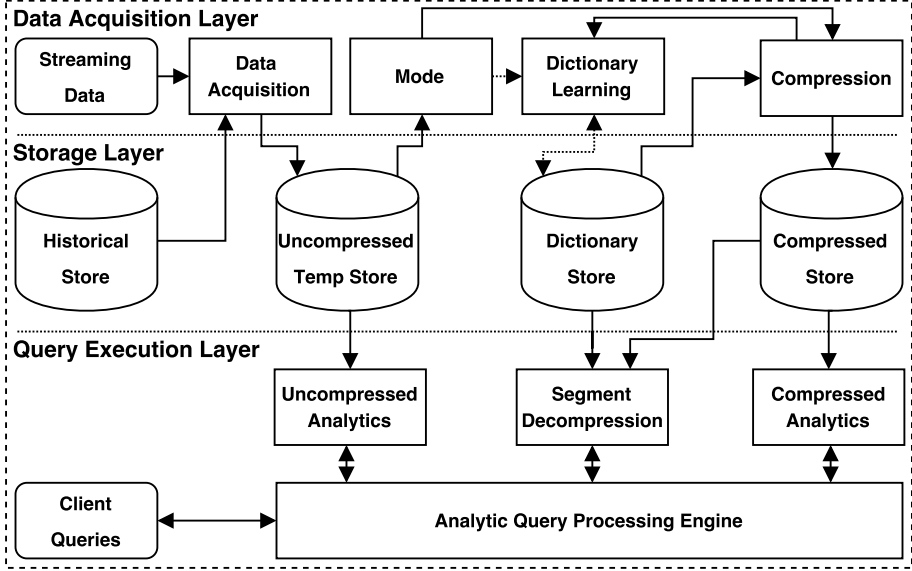 Data Acquisition Layer
Streaming
Data
Data
Acquisition
Mode
Dictionary
Learning
Compression
Storage Layer
Historical
Store
Uncompressed
Temp Store
Dictionary
Store
Compressed
Store
Query Execution Layer
Uncompressed
Analytics
Segment
Decompression
Compressed
Analytics
Client
Queries
Analytic Query Processing Engine